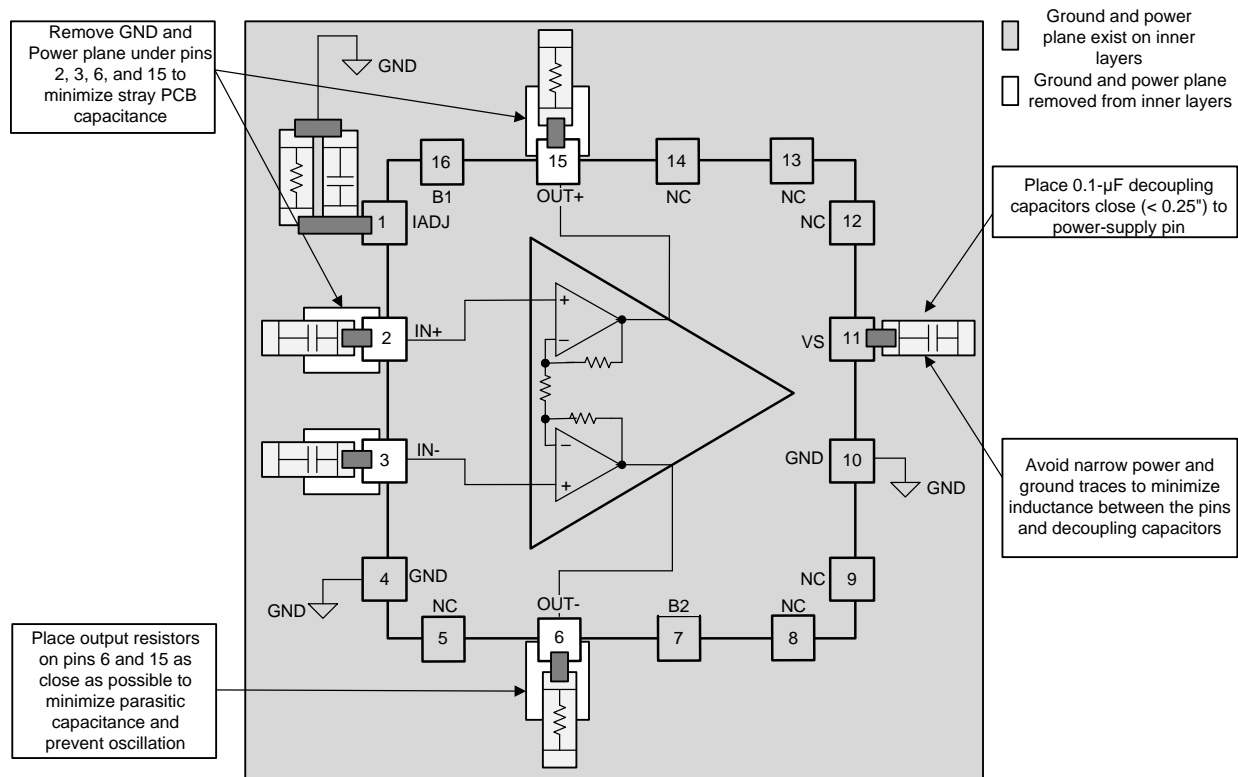 Remove GND and
Power plane under pins
2, 3, 6, and 15 to
minimize stray PCB
capacitance
GND
Ground and power
plane exist on inner
layers
Ground and power plane
removed from inner layers
16
B1
15
OUT+
14
NC
13
NC
1
IADJ
NC
12
Place 0.1-µF decoupling
capacitors close (< 0.25") to
power-supply pin
2
IN+
+
−
VS
11
3
IN-
−
+
GND
10
GND
Avoid narrow power and
ground traces to minimize
inductance between the pins
and decoupling capacitors
4
GND
GND
NC
9
NC
5
OUT-
6
B2
7
NC
8
Place output resistors
on pins 6 and 15 as
close as possible to
minimize parasitic
capacitance and
prevent oscillation